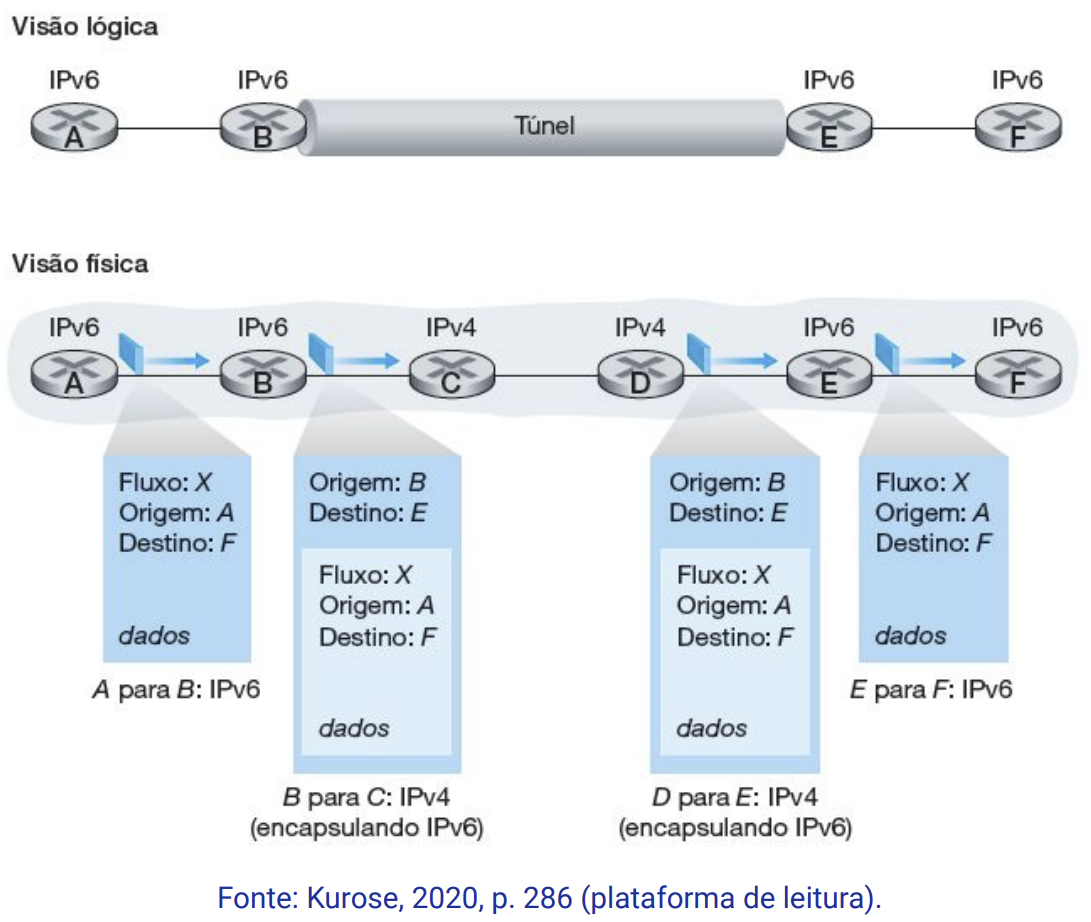 Visão lógica
IPv6 IPv6 IPv6 IPv6
A B Túnel E F
Visão física
IPv6 IPv6 IPv4 IPv4 IPv6 IPv6
A B C D E F
Fluxo: X
Origem: A
Destino: F
dados
A para B: IPv6
Origem: B
Destino: E
Fluxo: X
Origem: A
Destino: F
dados
B para C: IPv4
(encapsulando IPv6)
Origem: B
Destino: E
Fluxo: X
Origem: A
Destino: F
dados
D para E: IPv4
(encapsulando IPv6)
Fluxo: X
Origem: A
Destino: F
dados
E para F: IPv6
Fonte: Kurose, 2020, p. 286 (plataforma de leitura).